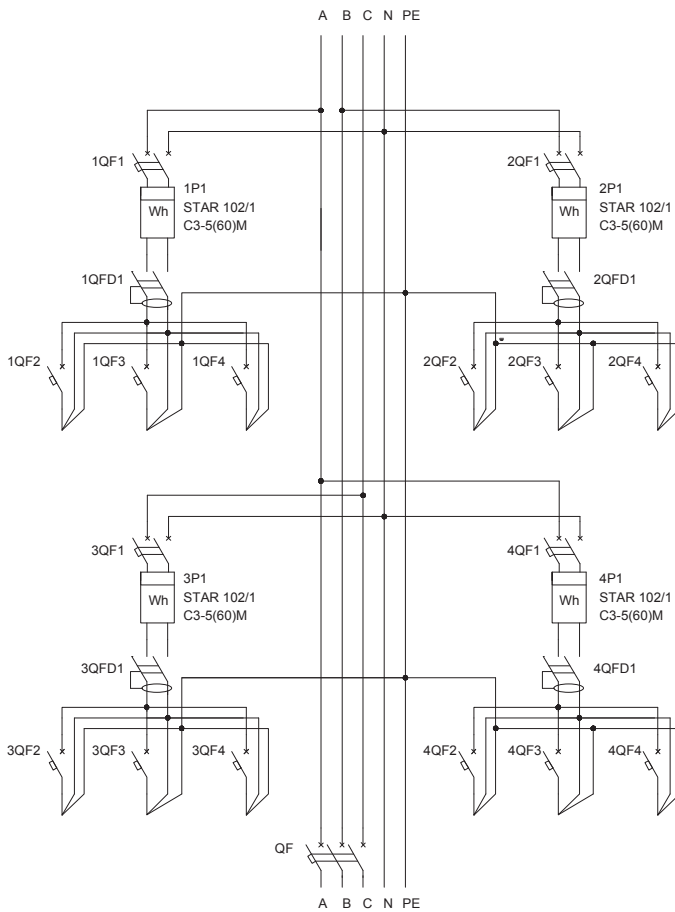 A B C N PE
1QF1
1P1
Wh
STAR 102/1
C3-5(60)M
1QFD1
1QF2 1QF3 1QF4
2QF1
2P1
Wh
STAR 102/1
C3-5(60)M
2QFD1
2QF2 2QF3 2QF4
3QF1
3P1
Wh
STAR 102/1
C3-5(60)M
3QFD1
3QF2 3QF3 3QF4
4QF1
4P1
Wh
STAR 102/1
C3-5(60)M
4QFD1
4QF2 4QF3 4QF4
QF
A B C N PE